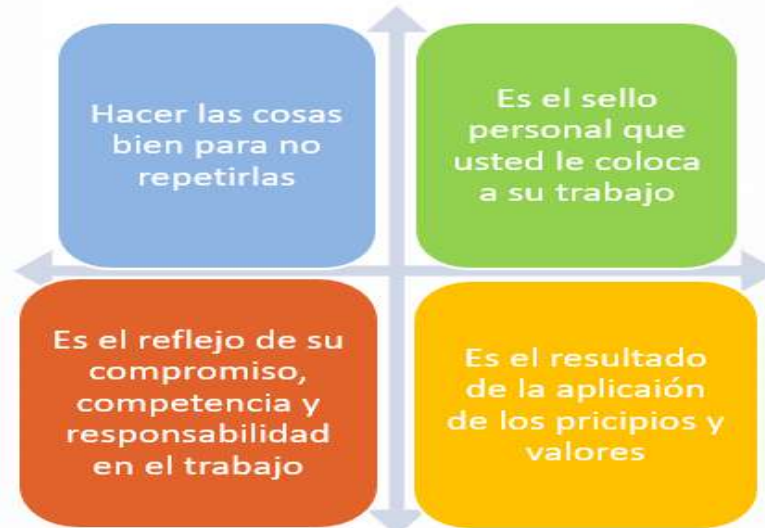 Hacer las cosas
bien para no
repetirlas
Es el sello
personal que
usted le coloca
a su trabajo
Es el reflejo de su
compromiso,
competencia y
responsabilidad
en el trabajo
Es el resultado
de la aplicaión
de los pricipios y
valores